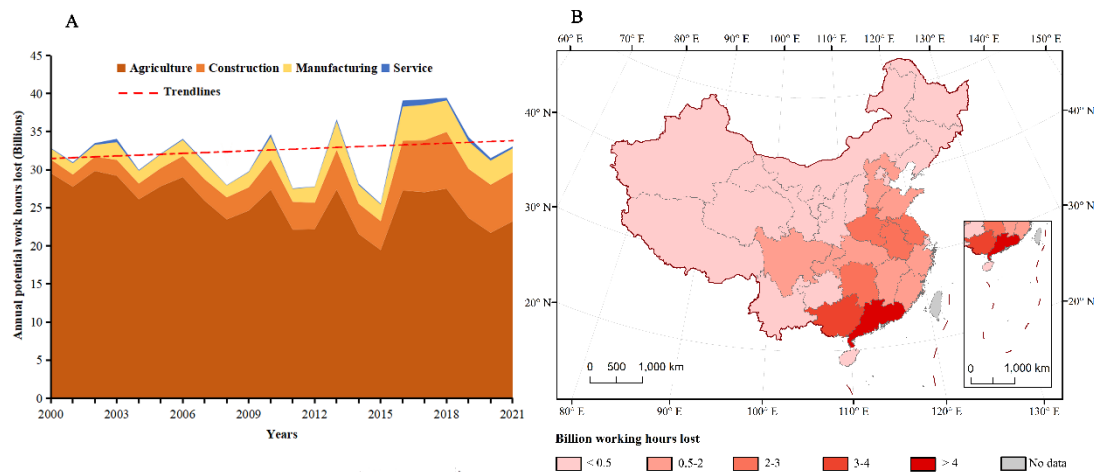 A
45
40
35
30
25
20
15
10
5
0
Annual potential work hours lost (Billions)
Agriculture Construction Manufacturing Service
Trendlines
2000 2003 2006 2009 2012 2015 2018 2021
Years
B
60° E 70° E 80° E 90° E 100° E 110° E 120° E 130° E 140° E 150° E
40° N 40° N
30° N 30° N
20° N 20° N
0 500 1,000 km
0 1,000 km
80° E 90° E 100° E 110° E 120° E 130° E
Billion working hours lost
< 0.5 0.5-2 2-3 3-4 > 4 No data